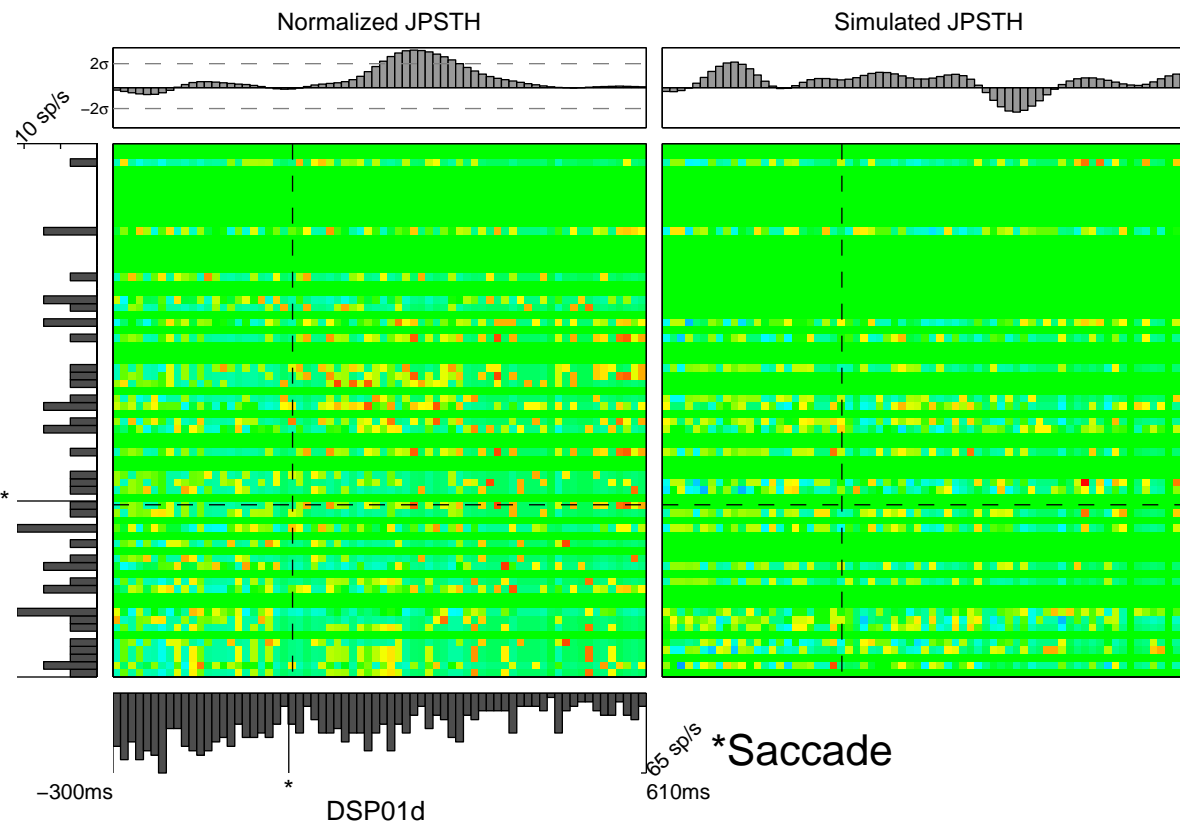 Normalized JPSTH
Simulated JPSTH
2σ
−2σ
10 sp/s
*
65 sp/s
*Saccade
*
−300ms
610ms
DSP01d